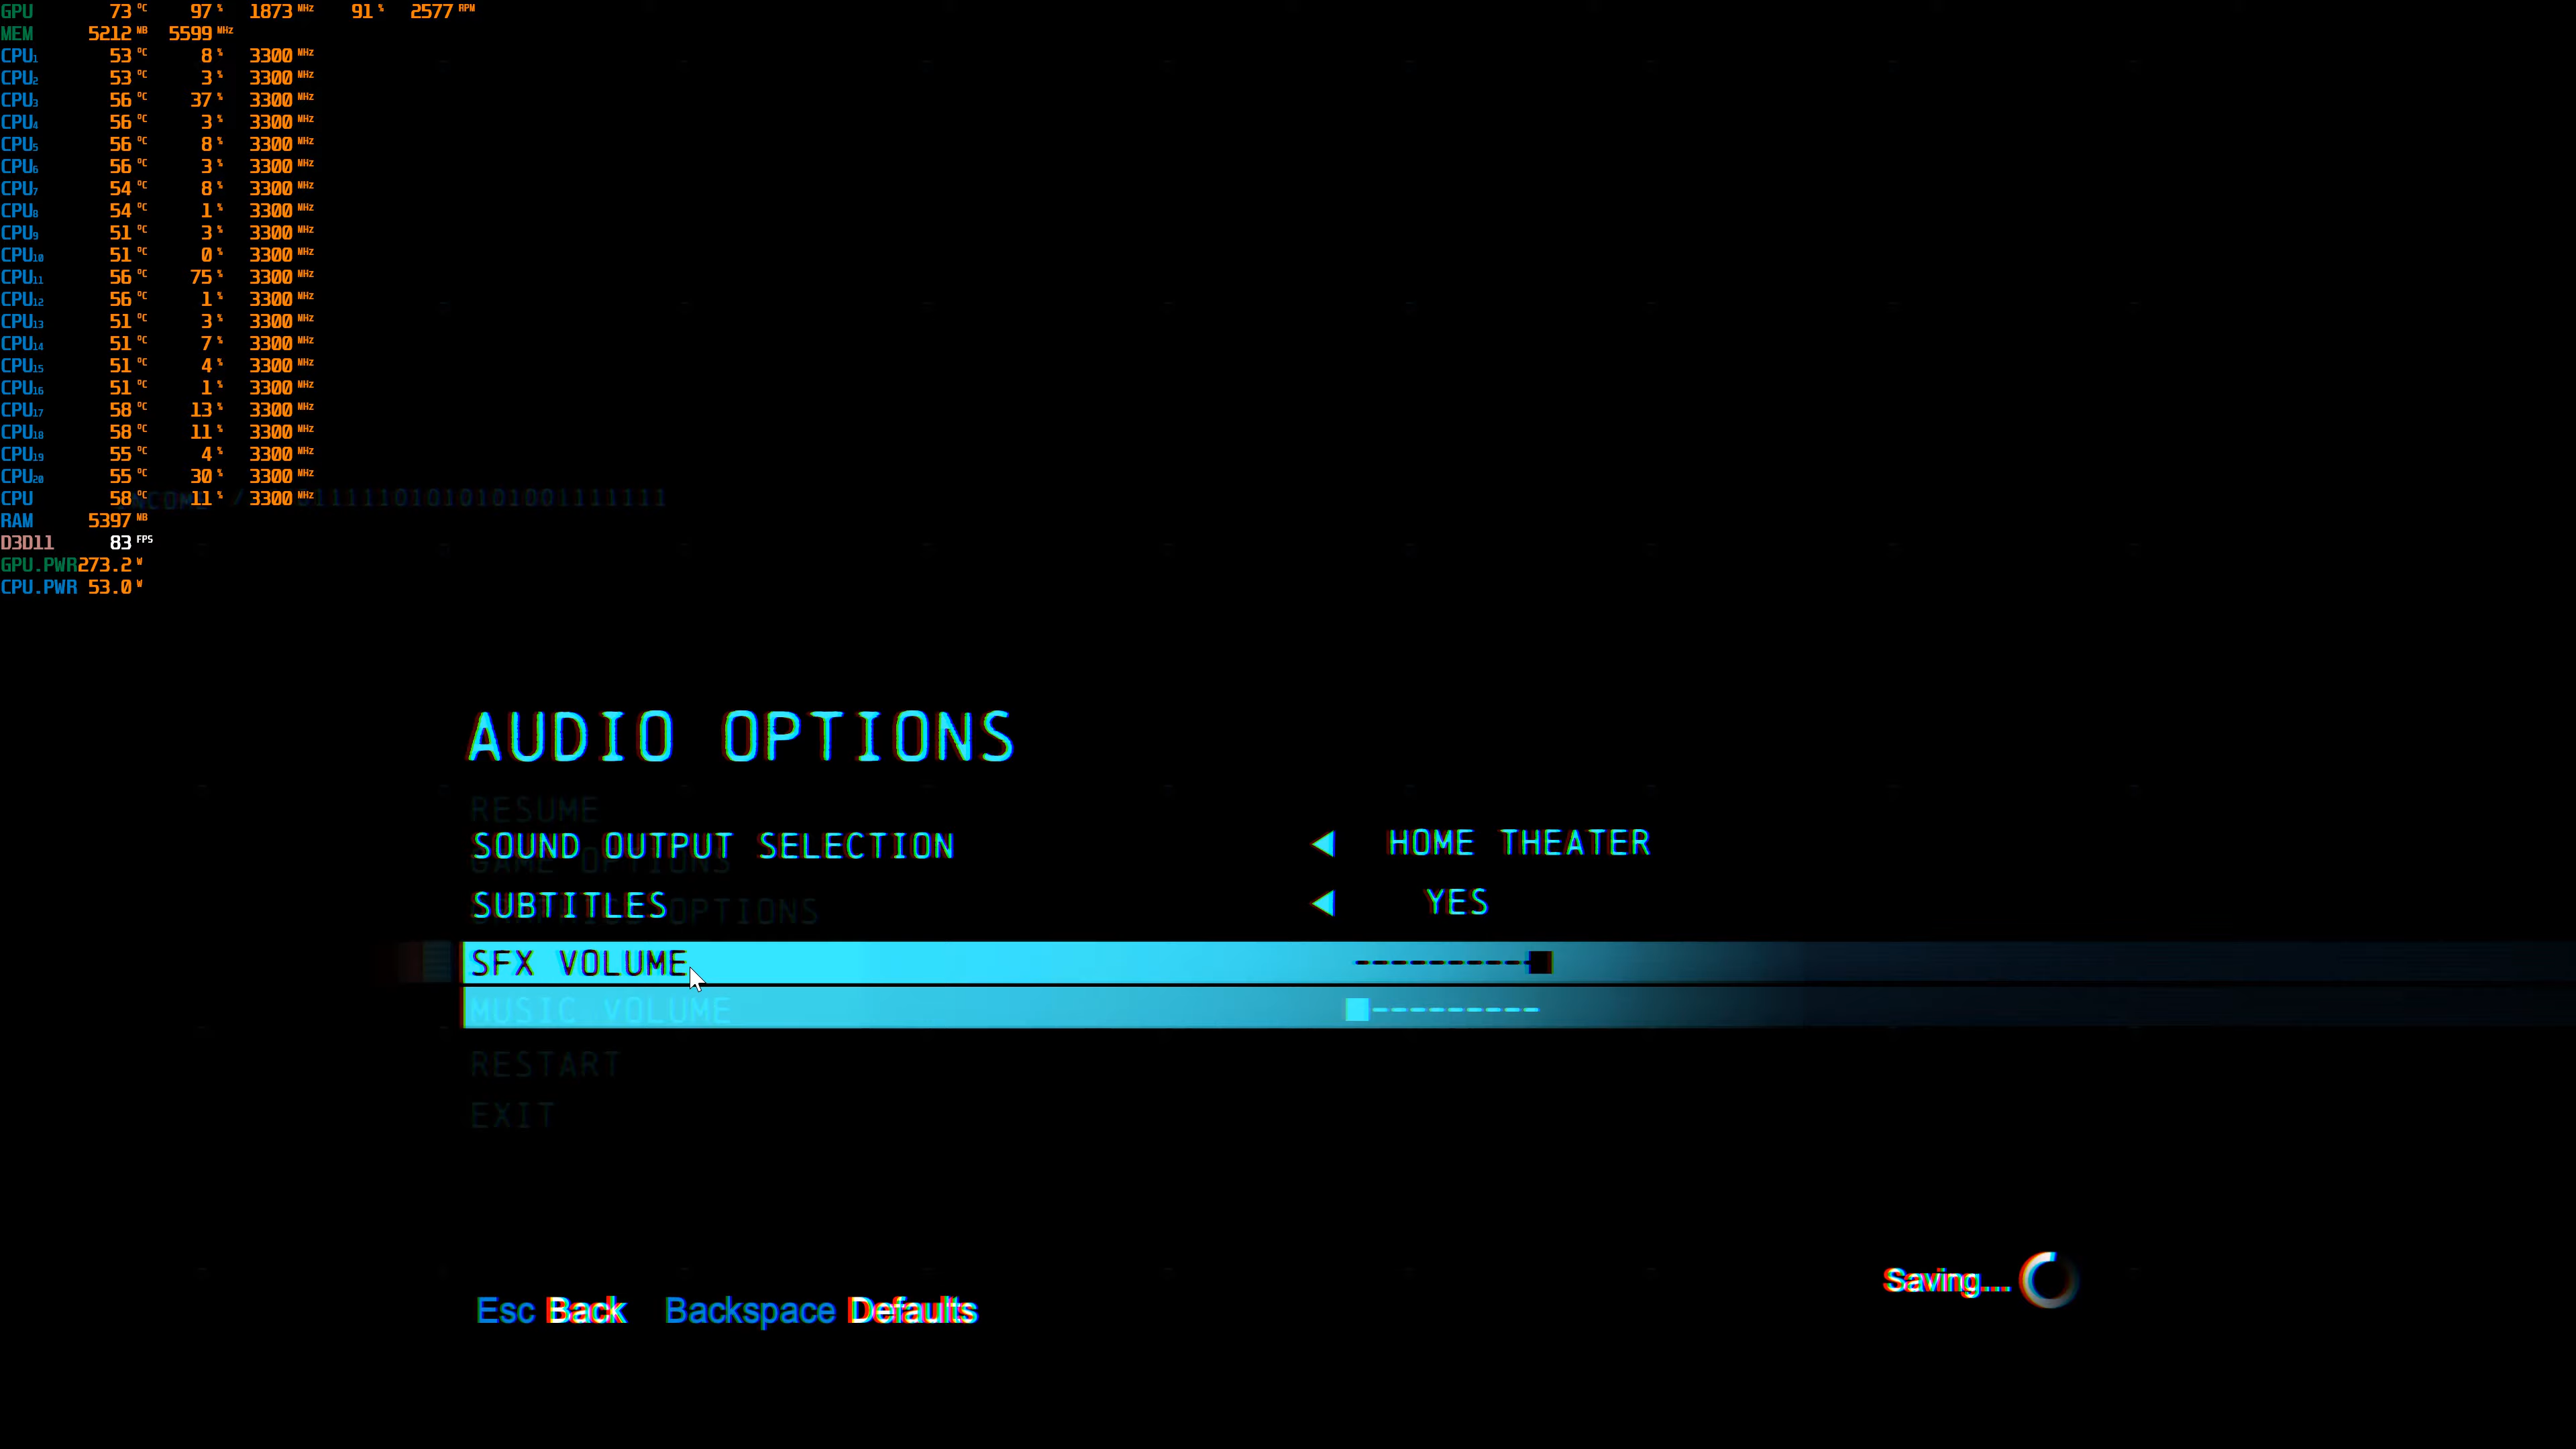 GPU 73 °C 97 % 1873 MHz 91 % 2577 RPM
MEM 5212 MB 5599 MHz
CPU1 53 °C 8 % 3300 MHz
CPU2 53 °C 3 % 3300 MHz
CPU3 56 °C 37 % 3300 MHz
CPU4 56 °C 3 % 3300 MHz
CPU5 56 °C 8 % 3300 MHz
CPU6 56 °C 3 % 3300 MHz
CPU7 54 °C 8 % 3300 MHz
CPU8 54 °C 1 % 3300 MHz
CPU9 51 °C 3 % 3300 MHz
CPU10 51 °C 0 % 3300 MHz
CPU11 56 °C 75 % 3300 MHz
CPU12 56 °C 1 % 3300 MHz
CPU13 51 °C 3 % 3300 MHz
CPU14 51 °C 7 % 3300 MHz
CPU15 51 °C 4 % 3300 MHz
CPU16 51 °C 1 % 3300 MHz
CPU17 58 °C 13 % 3300 MHz
CPU18 58 °C 11 % 3300 MHz
CPU19 55 °C 4 % 3300 MHz
CPU20 55 °C 30 % 3300 MHz
CPU 58 °C 11 % 3300 MHz
RAM 5397 MB
D3D11 83 FPS
GPU.PWR 273.2 W
CPU.PWR 53.0 W
AUDIO OPTIONS
RESUME
SOUND OUTPUT SELECTION HOME THEATER
GAME OPTIONS
SUBTITLES YES
OPTIONS
SFX VOLUME
MUSIC VOLUME
RESTART
EXIT
Saving...
Esc Back Backspace Defaults